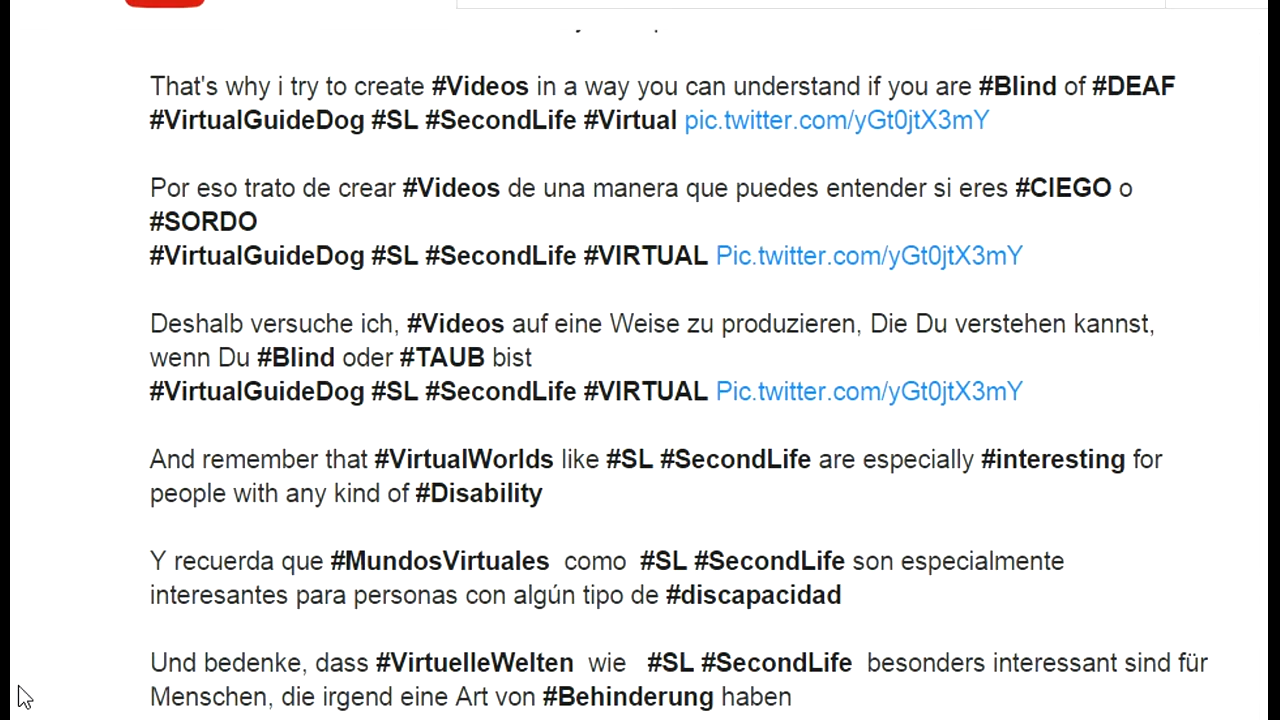 That's why i try to create #Videos in a way you can understand if you are #Blind of #DEAF
#VirtualGuideDog #SL #SecondLife #Virtual pic.twitter.com/yGt0jtX3mY
Por eso trato de crear #Videos de una manera que puedes entender si eres #CIEGO o
#SORDO
#VirtualGuideDog #SL #SecondLife #VIRTUAL Pic.twitter.com/yGt0jtX3mY
Deshalb versuche ich, #Videos auf eine Weise zu produzieren, Die Du verstehen kannst,
wenn Du #Blind oder #TAUB bist
#VirtualGuideDog #SL #SecondLife #VIRTUAL Pic.twitter.com/yGt0jtX3mY
And remember that #VirtualWorlds like #SL #SecondLife are especially #interesting for
people with any kind of #Disability
Y recuerda que #MundosVirtuales como #SL #SecondLife son especialmente
interesantes para personas con algún tipo de #discapacidad
Und bedenke, dass #VirtuelleWelten wie #SL #SecondLife besonders interessant sind für
Menschen, die irgend eine Art von #Behinderung haben